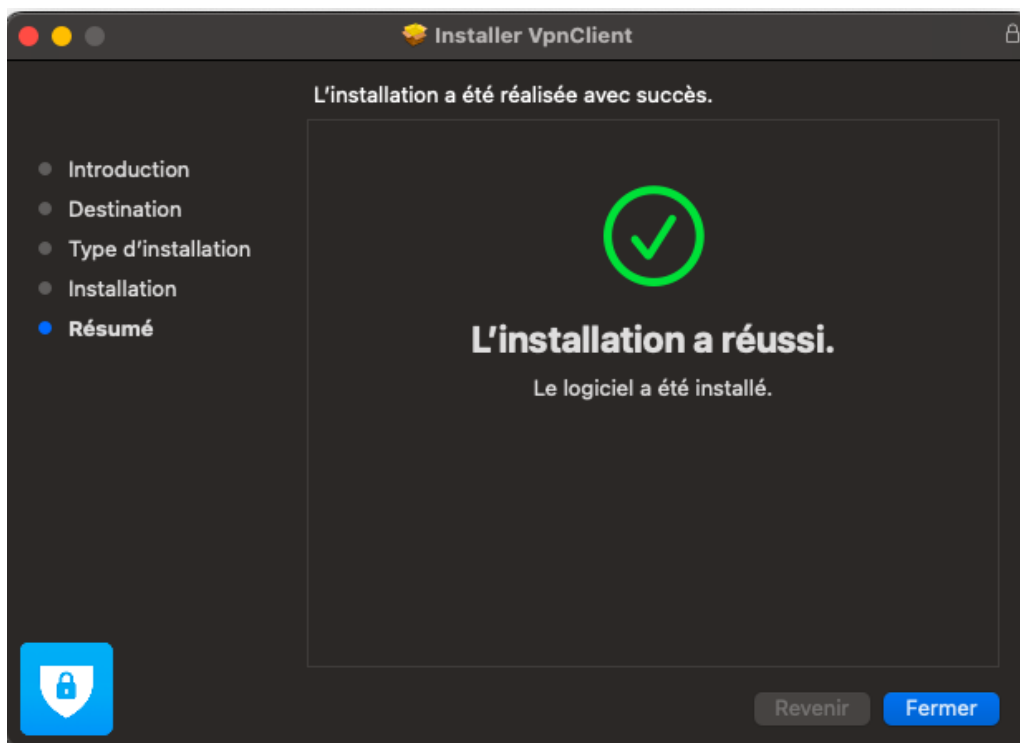 Installer VpnClient
L'installation a été réalisée avec succès.
Introduction
Destination
Type d'installation
Installation
Résumé
L'installation a réussi.
Le logiciel a été installé.
Revenir
Fermer